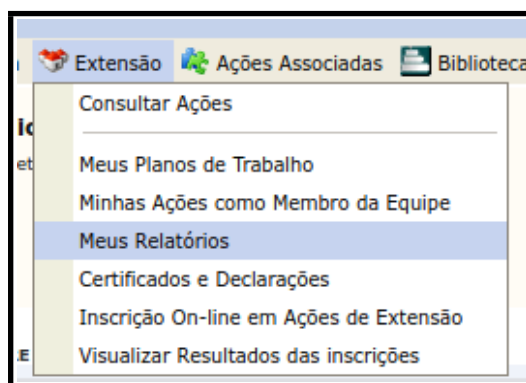 Extensão Ações Associadas Biblioteca
Consultar Ações
Meus Planos de Trabalho
Minhas Ações como Membro da Equipe
Meus Relatórios
Certificados e Declarações
Inscrição On-line em Ações de Extensão
Visualizar Resultados das inscrições